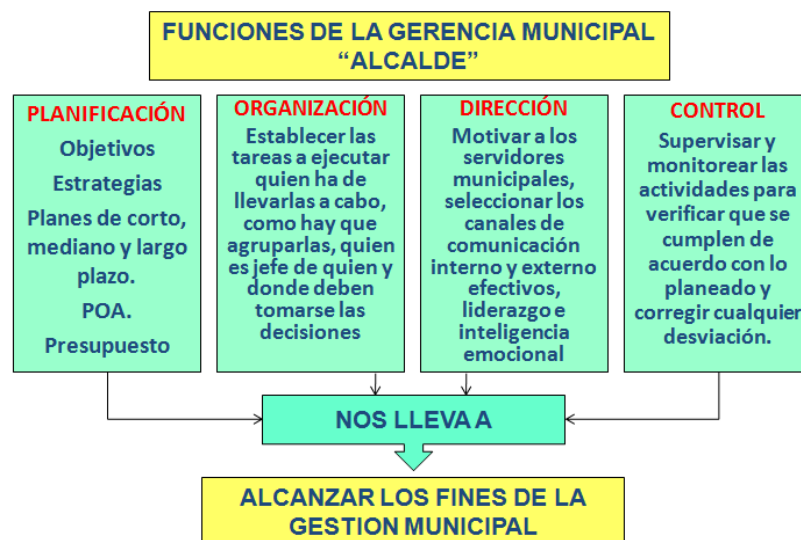 FUNCIONES DE LA GERENCIA MUNICIPAL
“ALCALDE”
PLANIFICACIÓN
Objetivos
Estrategias
Planes de corto,
mediano y largo
plazo.
POA.
Presupuesto
ORGANIZACIÓN
Establecer las
tareas a ejecutar
quien ha de
llevarlas a cabo,
como hay que
agruparlas, quien
es jefe de quien y
donde deben
tomarse las
decisiones
DIRECCIÓN
Motivar a los
servidores
municipales,
seleccionar los
canales de
comunicación
interno y externo
efectivos,
liderazgo e
inteligencia
emocional
CONTROL
Supervisar y
monitorear las
actividades para
verificar que se
cumplen de
acuerdo con lo
planeado y
corregir cualquier
desviación.
NOS LLEVA A
ALCANZAR LOS FINES DE LA
GESTION MUNICIPAL